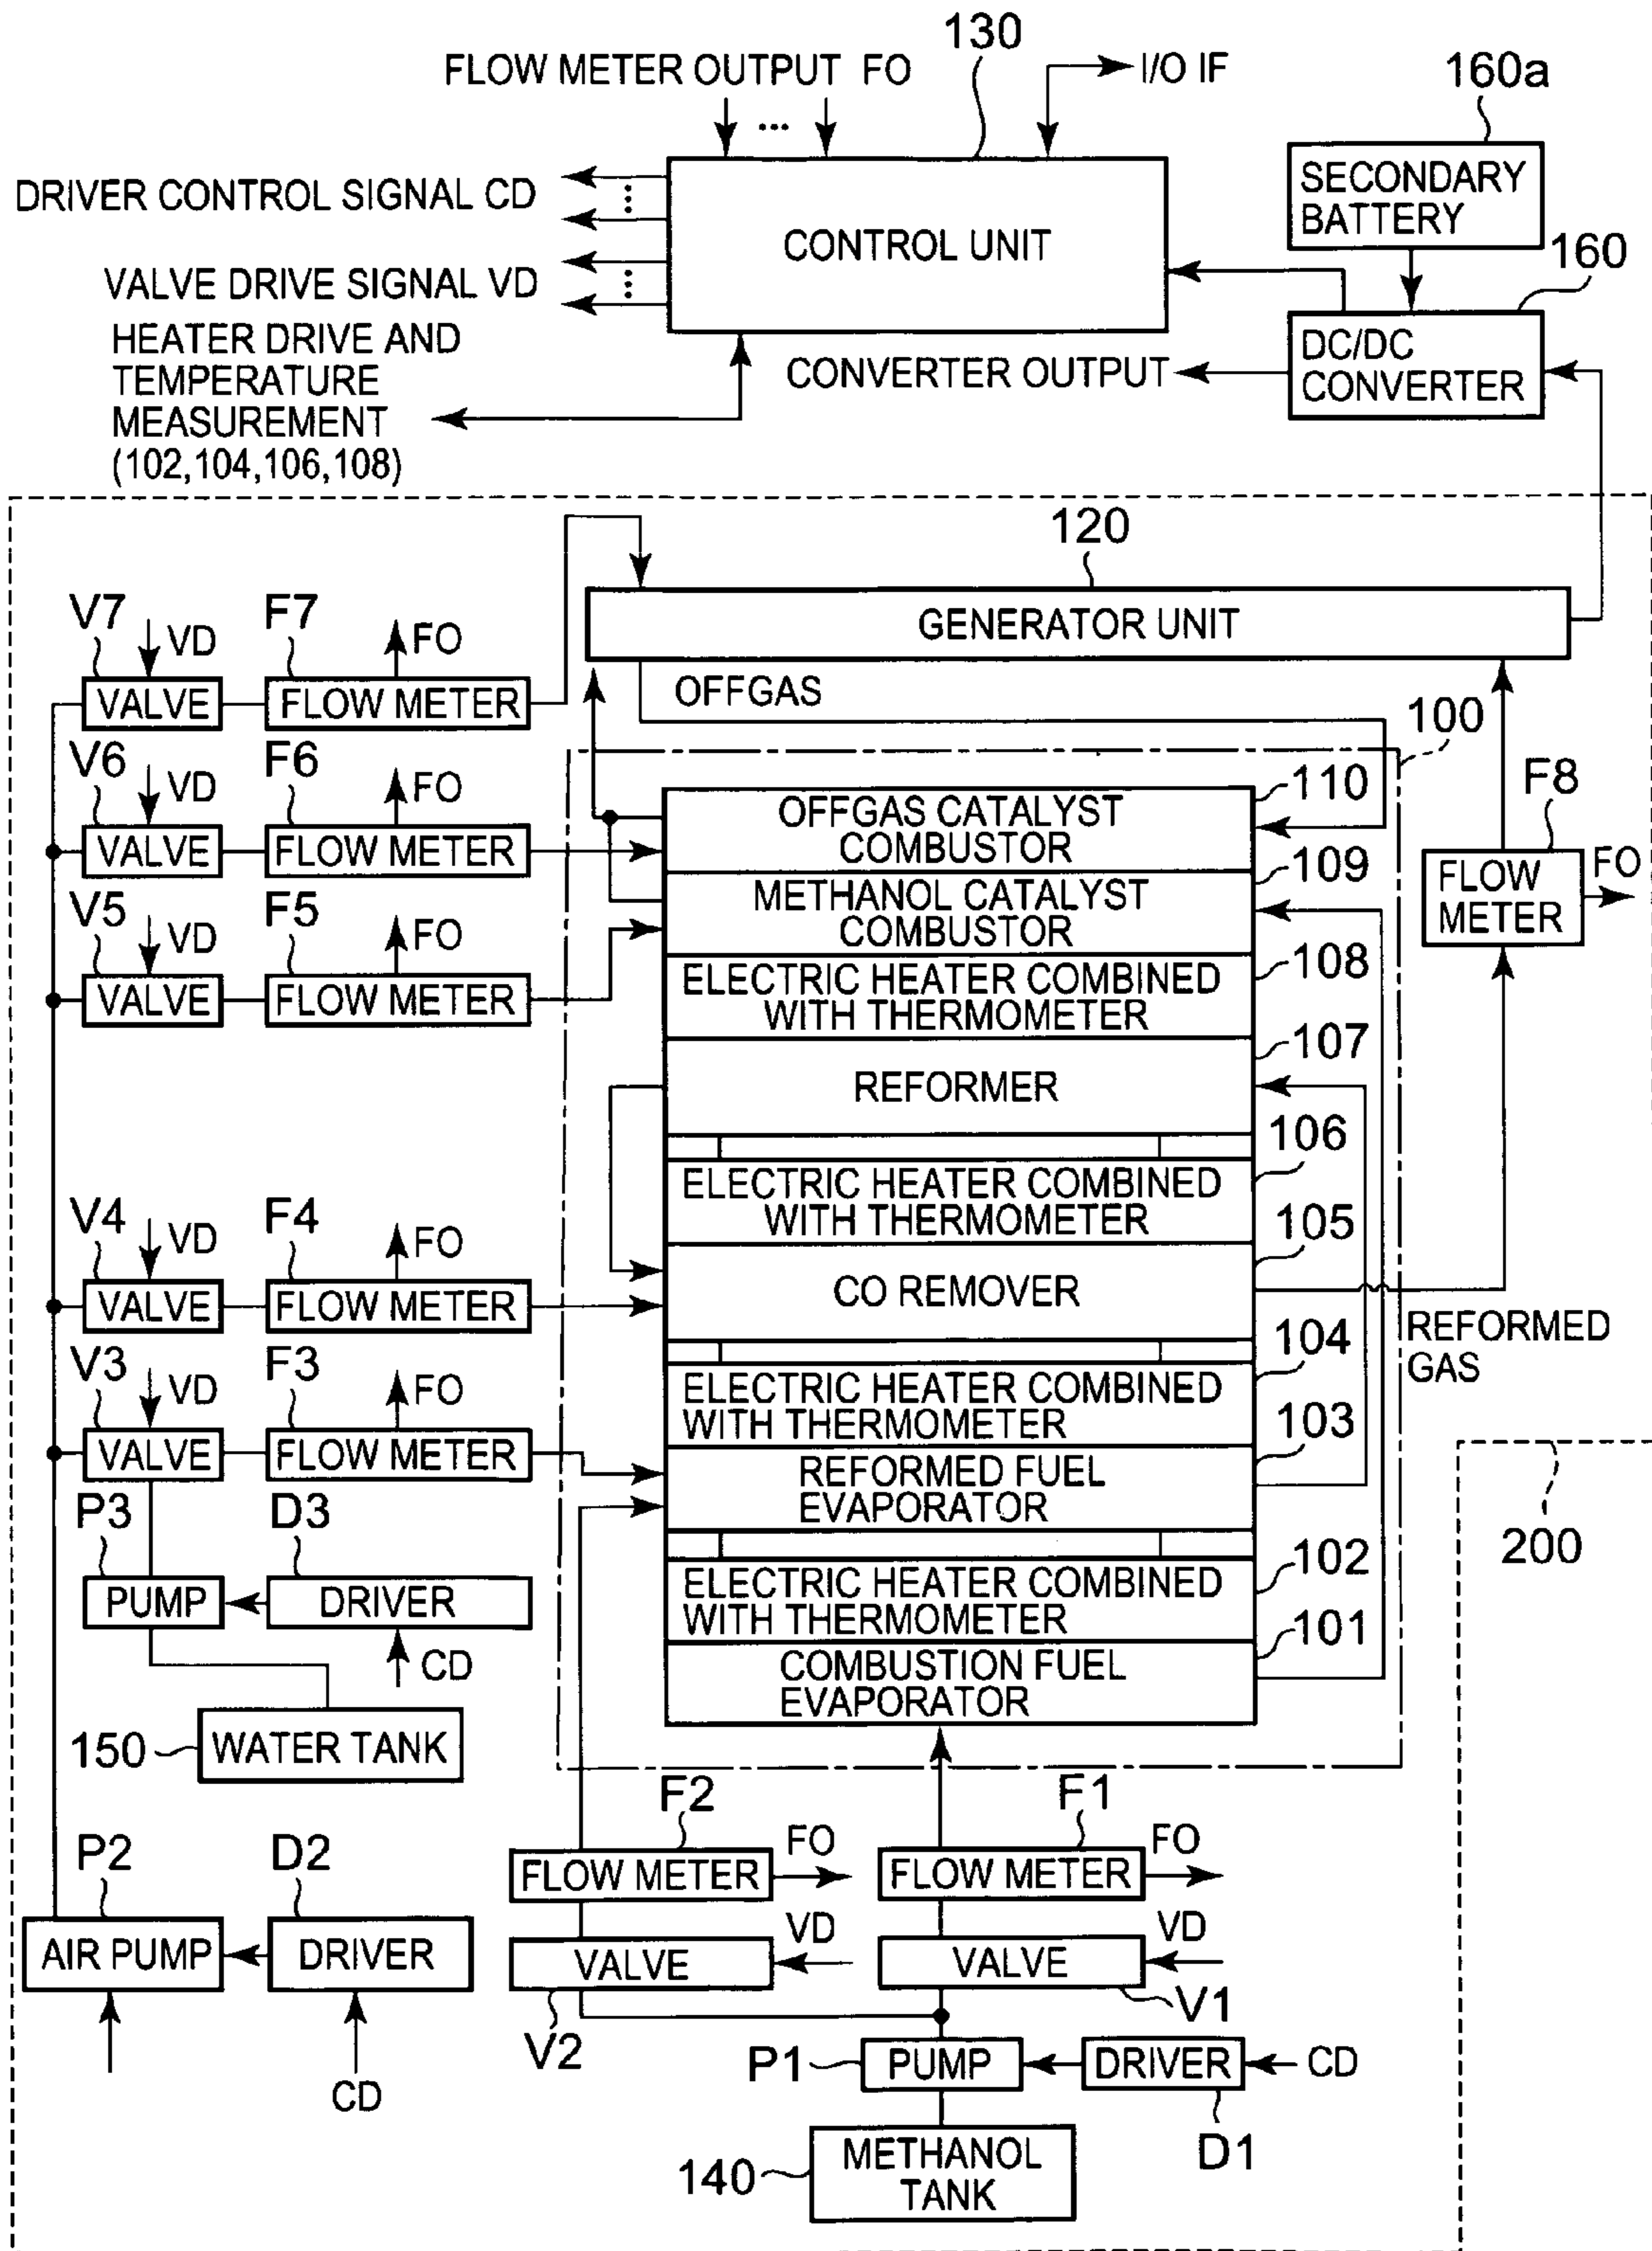 130
FLOW METER OUTPUT FO
I/O IF
160a
...
SECONDARY
BATTERY
DRIVER CONTROL SIGNAL CD
...
CONTROL UNIT
160
VALVE DRIVE SIGNAL VD
...
HEATER DRIVE AND
TEMPERATURE
MEASUREMENT
(102,104,106,108)
CONVERTER OUTPUT
DC/DC
CONVERTER
120
GENERATOR UNIT
V7
VD
F7
FO
VALVE
FLOW METER
OFFGAS
100
V6
VD
F6
FO
VALVE
FLOW METER
OFFGAS CATALYST
COMBUSTOR
110
F8
FLOW
METER
FO
V5
VD
F5
FO
VALVE
FLOW METER
METHANOL CATALYST
COMBUSTOR
109
ELECTRIC HEATER COMBINED
WITH THERMOMETER
108
REFORMER
107
ELECTRIC HEATER COMBINED
WITH THERMOMETER
106
V4
VD
F4
FO
VALVE
FLOW METER
CO REMOVER
105
REFORMED
GAS
V3
VD
F3
FO
VALVE
FLOW METER
ELECTRIC HEATER COMBINED
WITH THERMOMETER
104
REFORMED FUEL
EVAPORATOR
103
200
P3
D3
PUMP
DRIVER
CD
ELECTRIC HEATER COMBINED
WITH THERMOMETER
102
COMBUSTION FUEL
EVAPORATOR
101
150
WATER TANK
F2
FO
FLOW METER
F1
FO
FLOW METER
P2
D2
AIR PUMP
DRIVER
CD
VD
VALVE
V2
VD
VALVE
V1
P1
PUMP
DRIVER
CD
D1
140
METHANOL
TANK